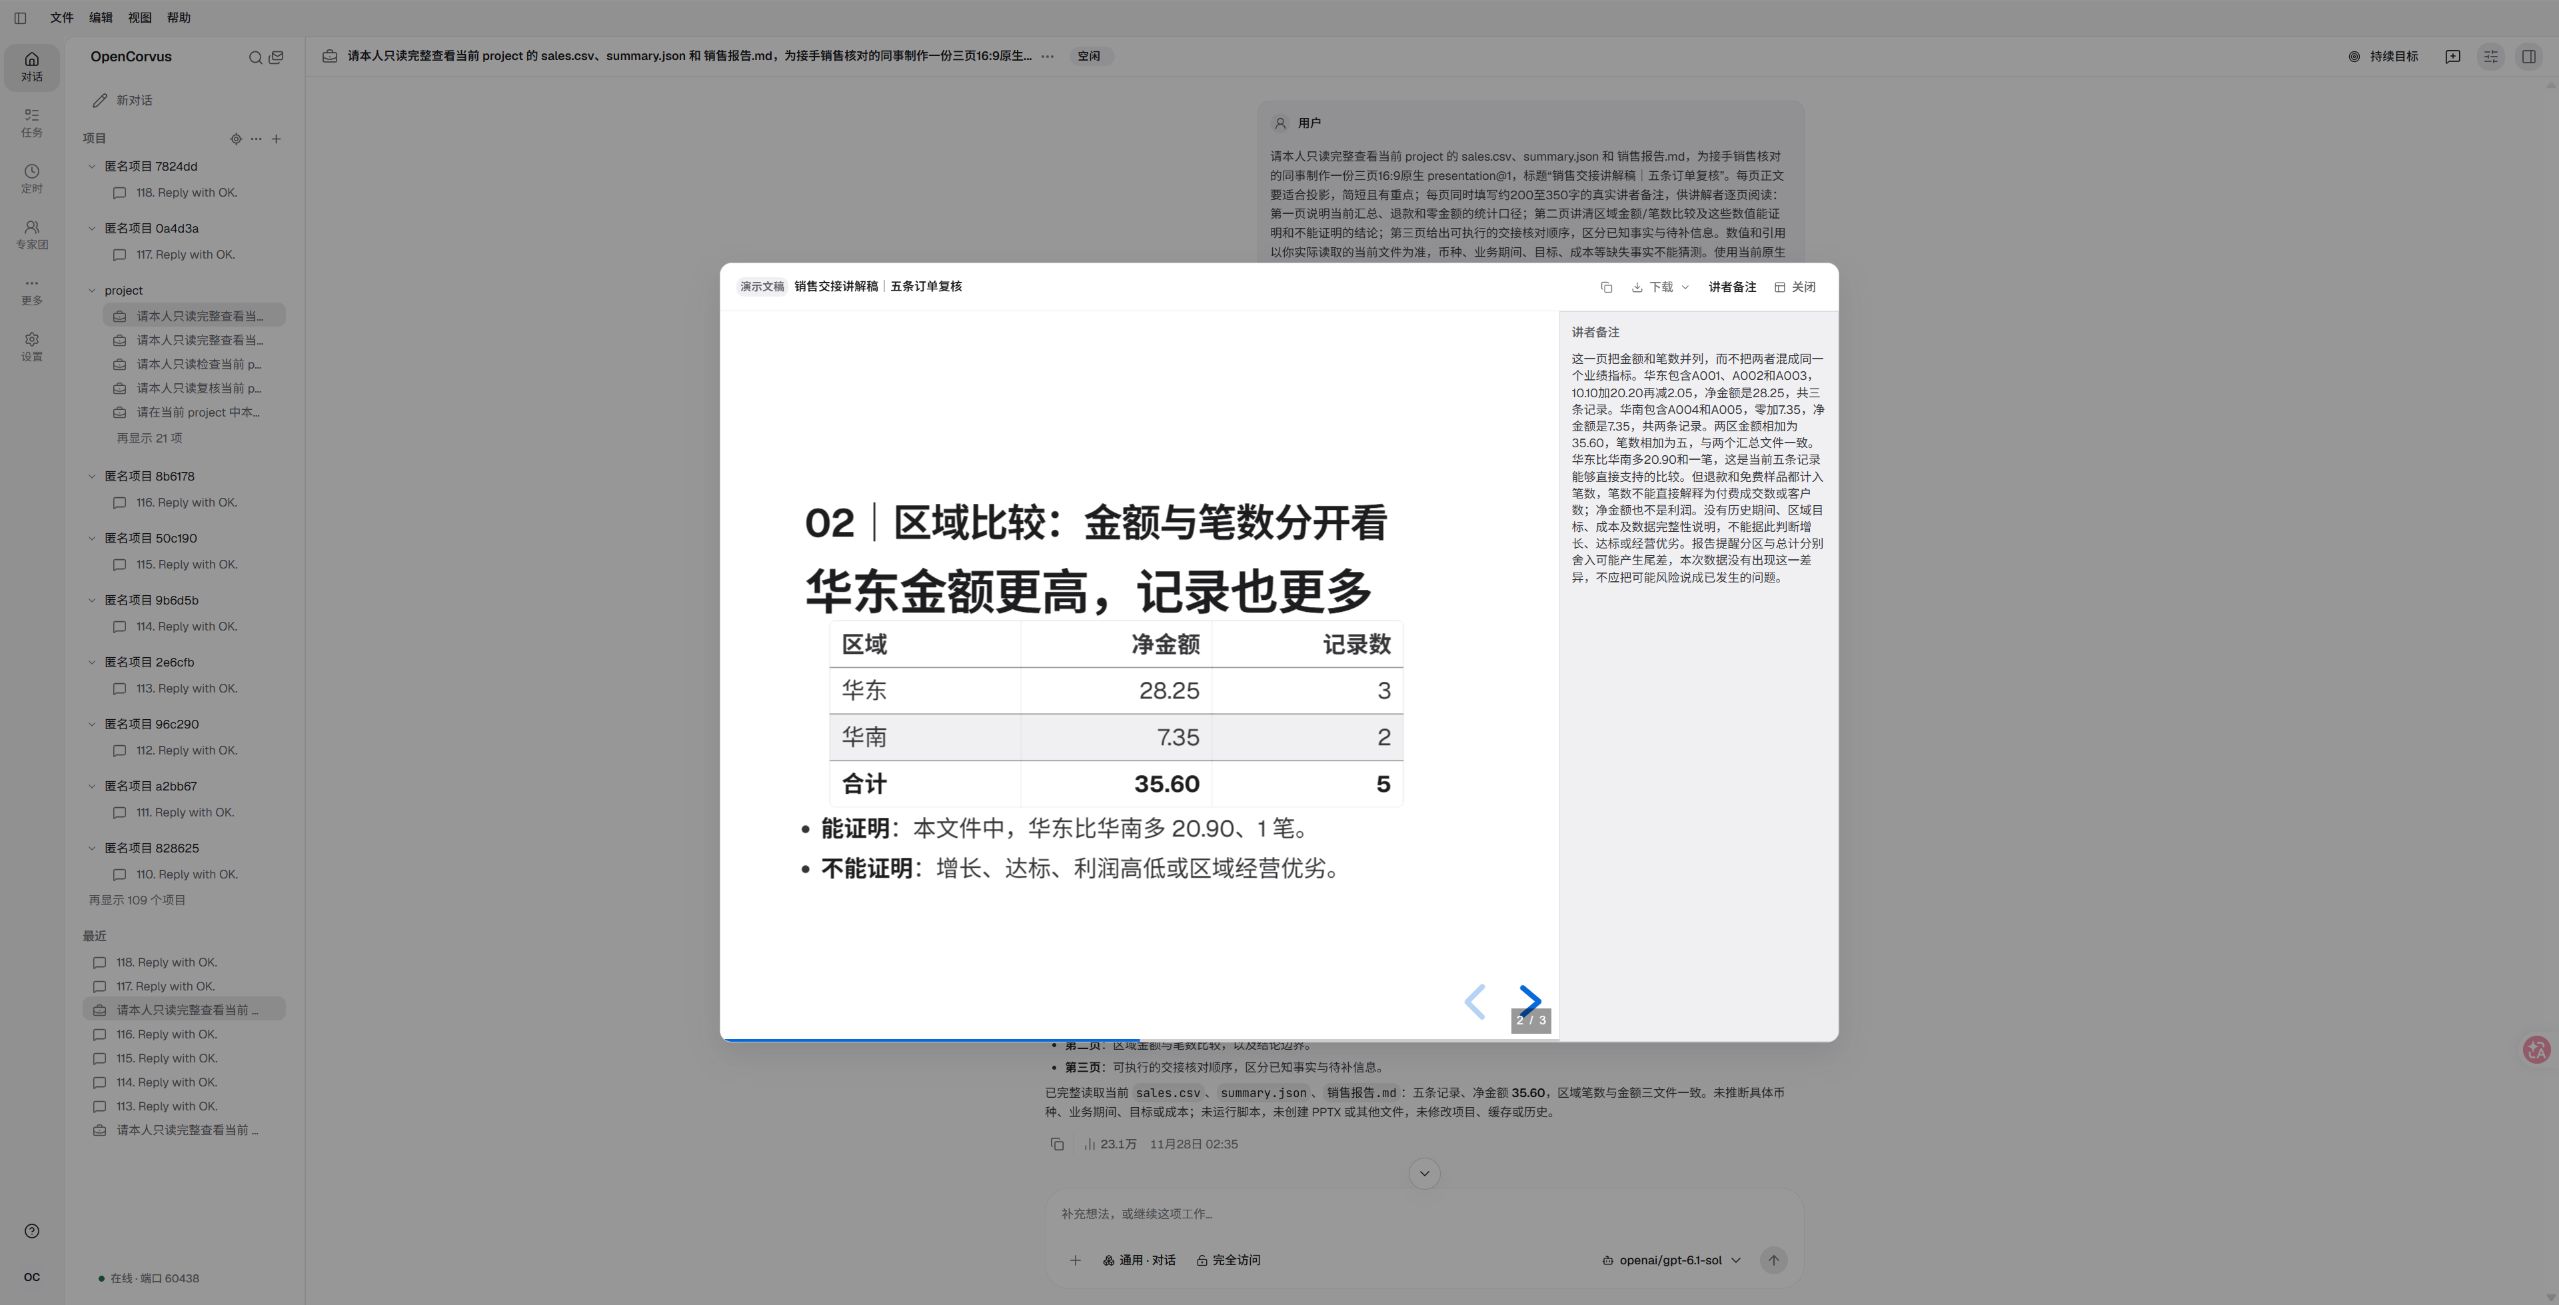 文件 编辑 视图 帮助
对话
任务
定时
专家团
更多
设置
OC
OpenCorvus
新对话
项目
匿名项目 7824dd
118. Reply with OK.
匿名项目 0a4d3a
117. Reply with OK.
project
请本人只读完整查看当...
请本人只读完整查看当...
请本人只读检查当前 p...
请本人只读复核当前 p...
请在当前 project 中本...
再显示 21 项
匿名项目 8b6178
116. Reply with OK.
匿名项目 50c190
115. Reply with OK.
匿名项目 9b6d5b
114. Reply with OK.
匿名项目 2e6cfb
113. Reply with OK.
匿名项目 96c290
112. Reply with OK.
匿名项目 a2bb67
111. Reply with OK.
匿名项目 828625
110. Reply with OK.
再显示 109 个项目
最近
118. Reply with OK.
117. Reply with OK.
请本人只读完整查看当前 ...
116. Reply with OK.
115. Reply with OK.
114. Reply with OK.
113. Reply with OK.
请本人只读完整查看当前 ...
在线 · 端口 60438
请本人只读完整查看当前 project 的 sales.csv、summary.json 和 销售报告.md，为接手销售核对的同事制作一份三页16:9原生... 空闲
持续目标
用户
请本人只读完整查看当前 project 的 sales.csv、summary.json 和 销售报告.md，为接手销售核对
的同事制作一份三页16:9原生 presentation@1，标题“销售交接讲解稿｜五条订单复核”。每页正文
要适合投影，简短且有重点；每页同时填写约200至350字的真实讲者备注，供讲解者逐页阅读：
第一页说明当前汇总、退款和零金额的统计口径；第二页讲清区域金额/笔数比较及这些数值能证
明和不能证明的结论；第三页给出可执行的交接核对顺序，区分已知事实与待补信息。数值和引用
以你实际读取的当前文件为准，币种、业务期间、目标、成本等缺失事实不能猜测。使用当前原生
演示文稿 销售交接讲解稿｜五条订单复核
下载 讲者备注 关闭
02｜区域比较：金额与笔数分开看
华东金额更高，记录也更多
区域 净金额 记录数
华东 28.25 3
华南 7.35 2
合计 35.60 5
能证明：本文件中，华东比华南多 20.90、1 笔。
不能证明：增长、达标、利润高低或区域经营优劣。
2 / 3
讲者备注
这一页把金额和笔数并列，而不把两者混成同一
个业绩指标。华东包含A001、A002和A003，
10.10加20.20再减2.05，净金额是28.25，共三
条记录。华南包含A004和A005，零加7.35，净
金额是7.35，共两条记录。两区金额相加为
35.60，笔数相加为五，与两个汇总文件一致。
华东比华南多20.90和一笔，这是当前五条记录
能够直接支持的比较。但退款和免费样品都计入
笔数，笔数不能直接解释为付费成交数或客户
数；净金额也不是利润。没有历史期间、区域目
标、成本及数据完整性说明，不能据此判断增
长、达标或经营优劣。报告提醒分区与总计分别
舍入可能产生尾差，本次数据没有出现这一差
异，不应把可能风险说成已发生的问题。
第二页：区域金额与笔数比较，以及结论边界。
第三页：可执行的交接核对顺序，区分已知事实与待补信息。
已完整读取当前 sales.csv、summary.json、销售报告.md：五条记录、净金额 35.60，区域笔数与金额三文件一致。未推断具体币
种、业务期间、目标或成本；未运行脚本，未创建 PPTX 或其他文件，未修改项目、缓存或历史。
23.1万 11月28日 02:35
补充想法，或继续这项工作...
通用 · 对话 完全访问 openai/gpt-6.1-sol